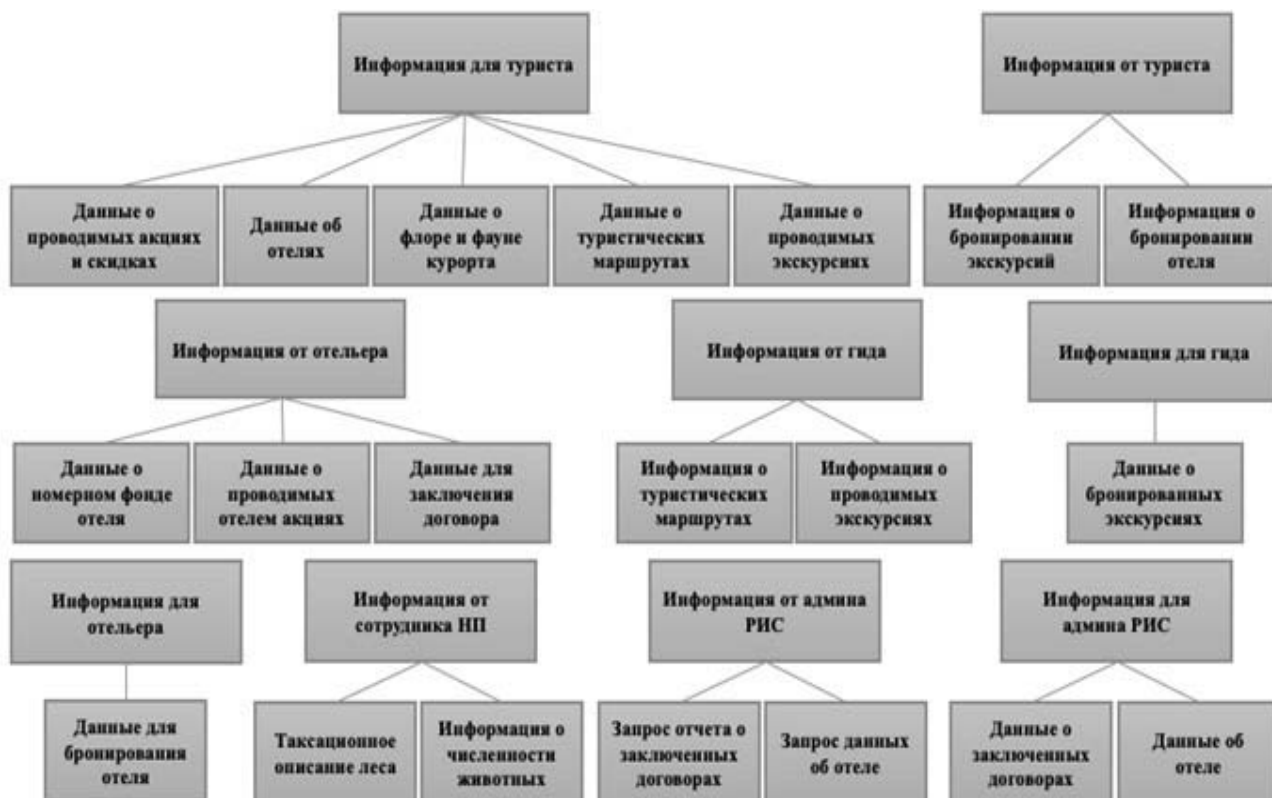 Информация для туриста
Информация от туриста
Данные о
проводимых акциях
и скидках
Данные об
отелях
Данные о
флоре и фауне
курорта
Данные о
туристических
маршрутах
Данные о
проводимых
экскурсиях
Информация о
бронировании
экскурсий
Информация о
бронировании
отеля
Информация от отельера
Информация от гида
Информация для гида
Данные о
номерном фонде
отеля
Данные о
проводимых
отелем акциях
Данные для
заключения
договора
Информация о
туристических
маршрутах
Информация о
проводимых
экскурсиях
Данные о
бронированных
экскурсиях
Информация для
отельера
Информация от
сотрудника НП
Информация от админа
РИС
Информация для
админа РИС
Данные для
бронирования
отеля
Таксационное
описание леса
Информация о
численности
животных
Запрос отчета о
заключенных
договорах
Запрос данных
об отеле
Данные о
заключенных
договорах
Данные об
отеле